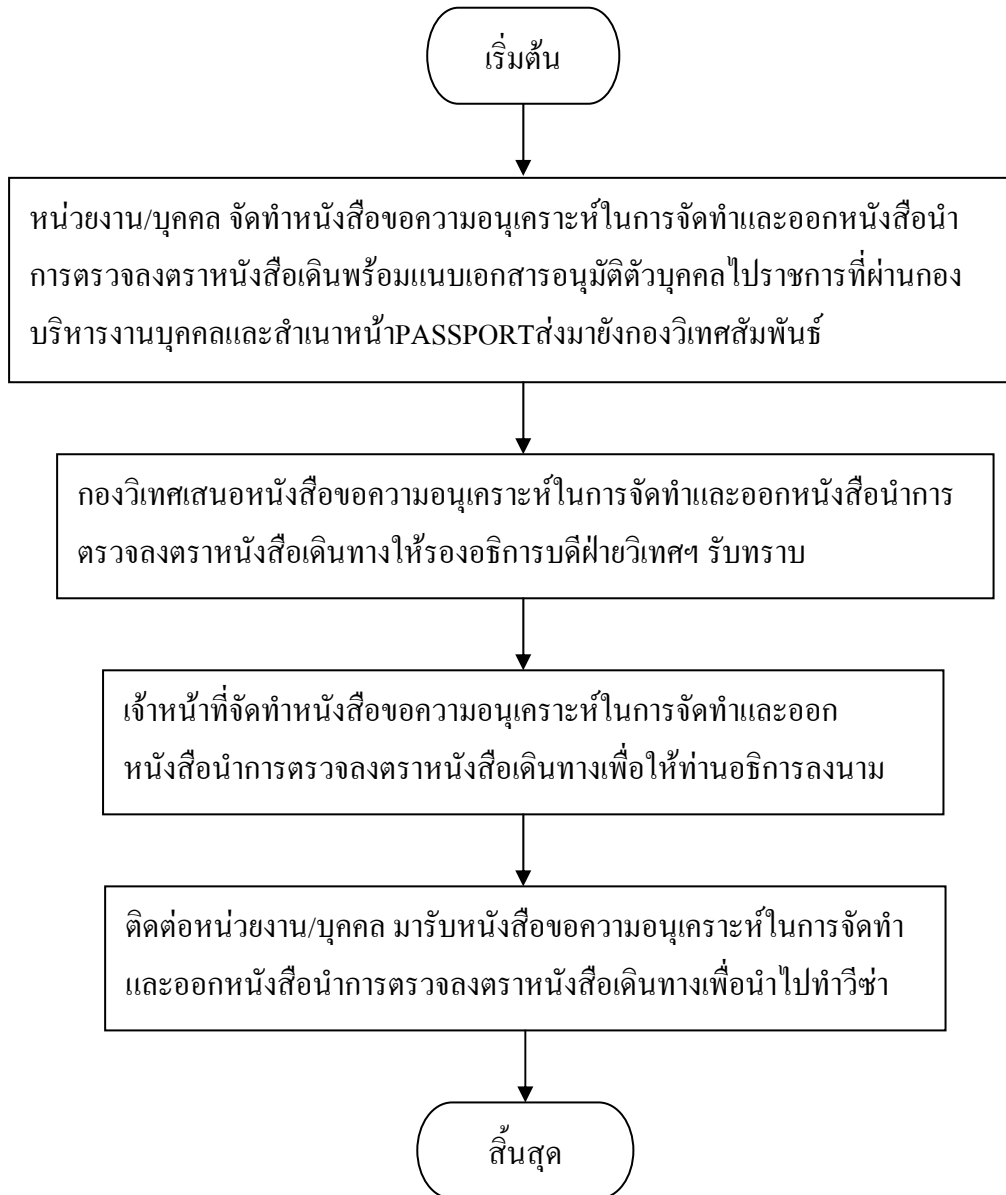 เริ่มต้น
หน่วยงาน/บุคคล จัดทำหนังสือขอความอนุเคราะห์ในการจัดทำและออกหนังสือนำ
การตรวจลงตราหนังสือเดินพร้อมแนบเอกสารอนุมัติตัวบุคคลไปราชการที่ผ่านกอง
บริหารงานบุคคลและสำเนาหน้าPASSPORTส่งมายังกองวิเทศสัมพันธ์
กองวิเทศเสนอหนังสือขอความอนุเคราะห์ในการจัดทำและออกหนังสือนำการ
ตรวจลงตราหนังสือเดินทางให้รองอธิการบดีฝ่ายวิเทศฯ รับทราบ
เจ้าหน้าที่จัดทำหนังสือขอความอนุเคราะห์ในการจัดทำและออก
หนังสือนำการตรวจลงตราหนังสือเดินทางเพื่อให้ท่านอธิการลงนาม
ติดต่อหน่วยงาน/บุคคล มารับหนังสือขอความอนุเคราะห์ในการจัดทำ
และออกหนังสือนำการตรวจลงตราหนังสือเดินทางเพื่อนำไปทำวีซ่า
สิ้นสุด